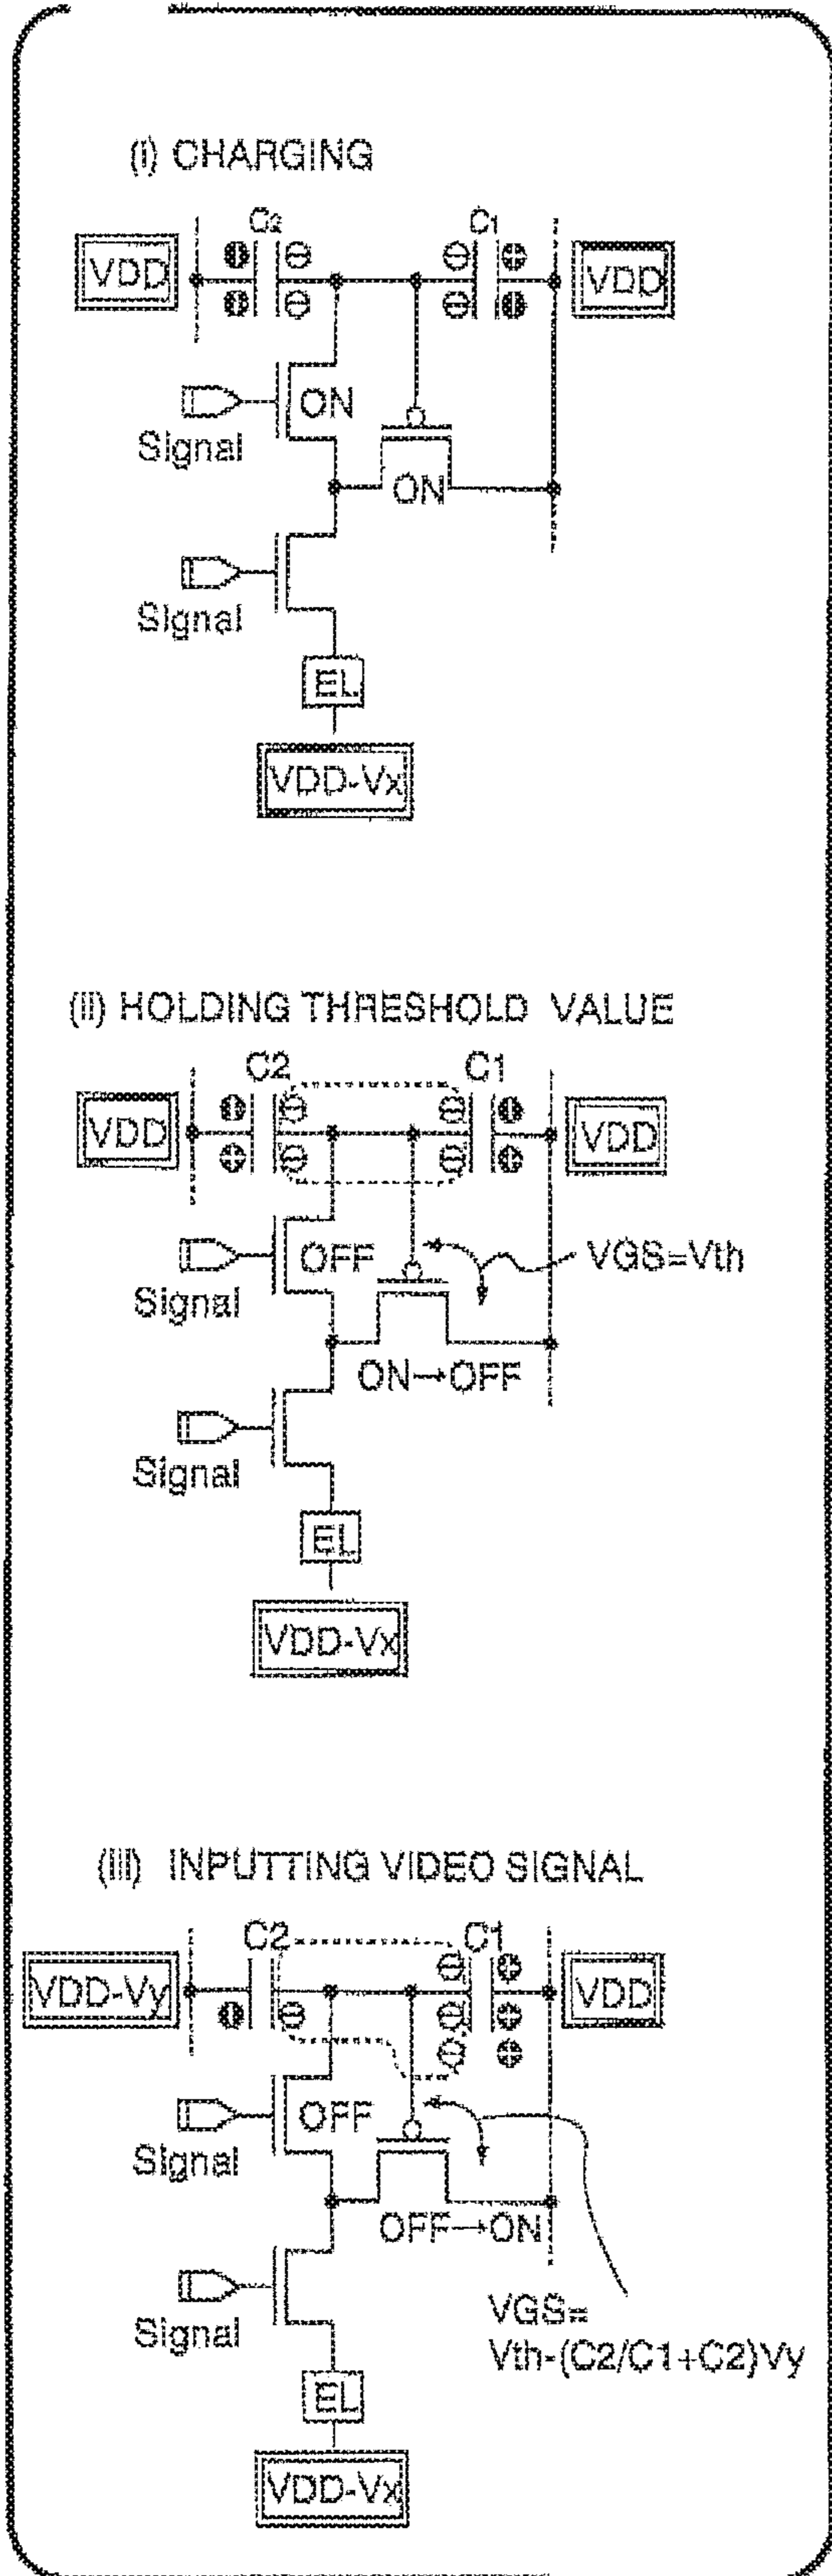 (i) CHARGING
C2 C1
VDD VDD
ON
Signal
ON
Signal
EL
VDD-Vx
(ii) HOLDING THRESHOLD VALUE
C2 C1
VDD VDD
OFF VGS=Vth
Signal
ON→OFF
Signal
EL
VDD-Vx
(iii) INPUTTING VIDEO SIGNAL
C2 C1
VDD-Vy VDD
OFF
Signal
OFF→ON
Signal
VGS=
Vth-(C2/C1+C2)Vy
EL
VDD-Vx